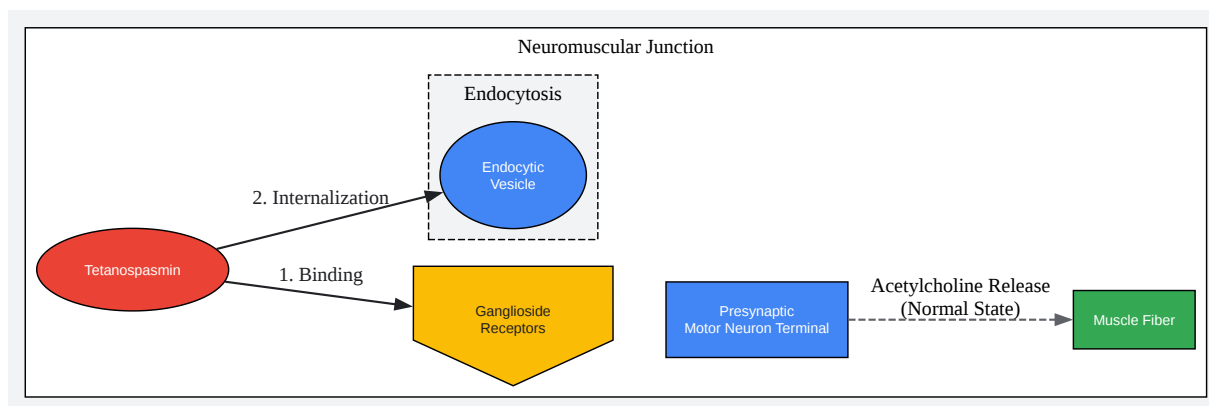 Neuromuscular Junction
Endocytosis
Endocytic
Vesicle
2. Internalization
Tetanospasmin
1. Binding
Ganglioside
Receptors
Presynaptic
Motor Neuron Terminal
Acetylcholine Release
(Normal State)
Muscle Fiber